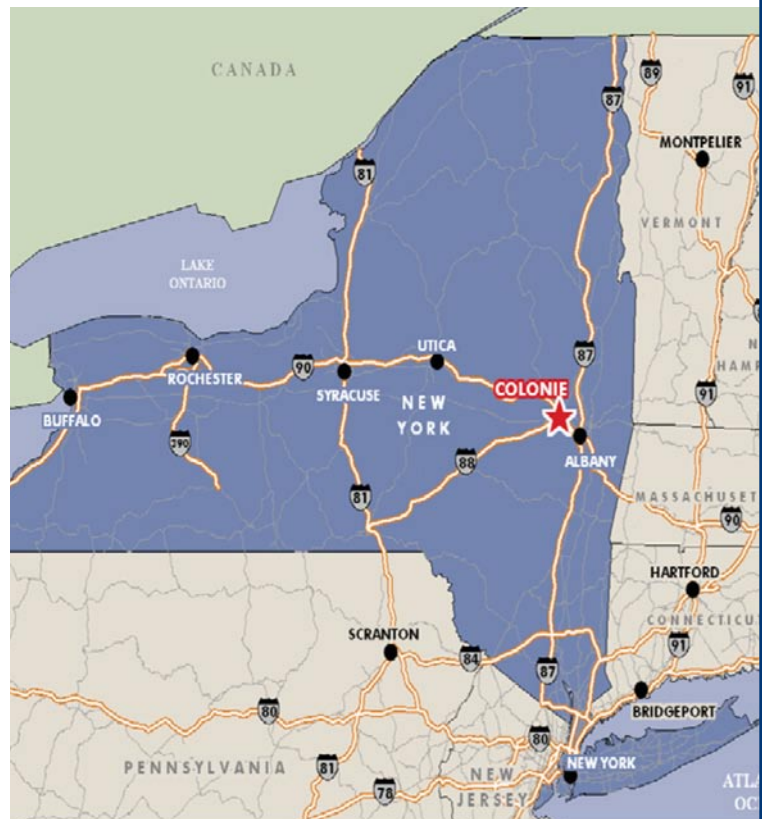 CANADA
89
91
87
MONTPELIER
81
VERMONT
LAKE
ONTARIO
UTICA
87
N
HAMP
ROCHESTER
90
SYRACUSE
COLONIE
NEW
YORK
91
BUFFALO
390
88
ALBANY
81
MASSACHUSET
90
HARTFORD
CONNECTICU
SCRANTON
84
91
87
80
BRIDGEPORT
80
PENNSYLVANIA
81
NEW
JERSEY
NEW YORK
78
ATLA
OC